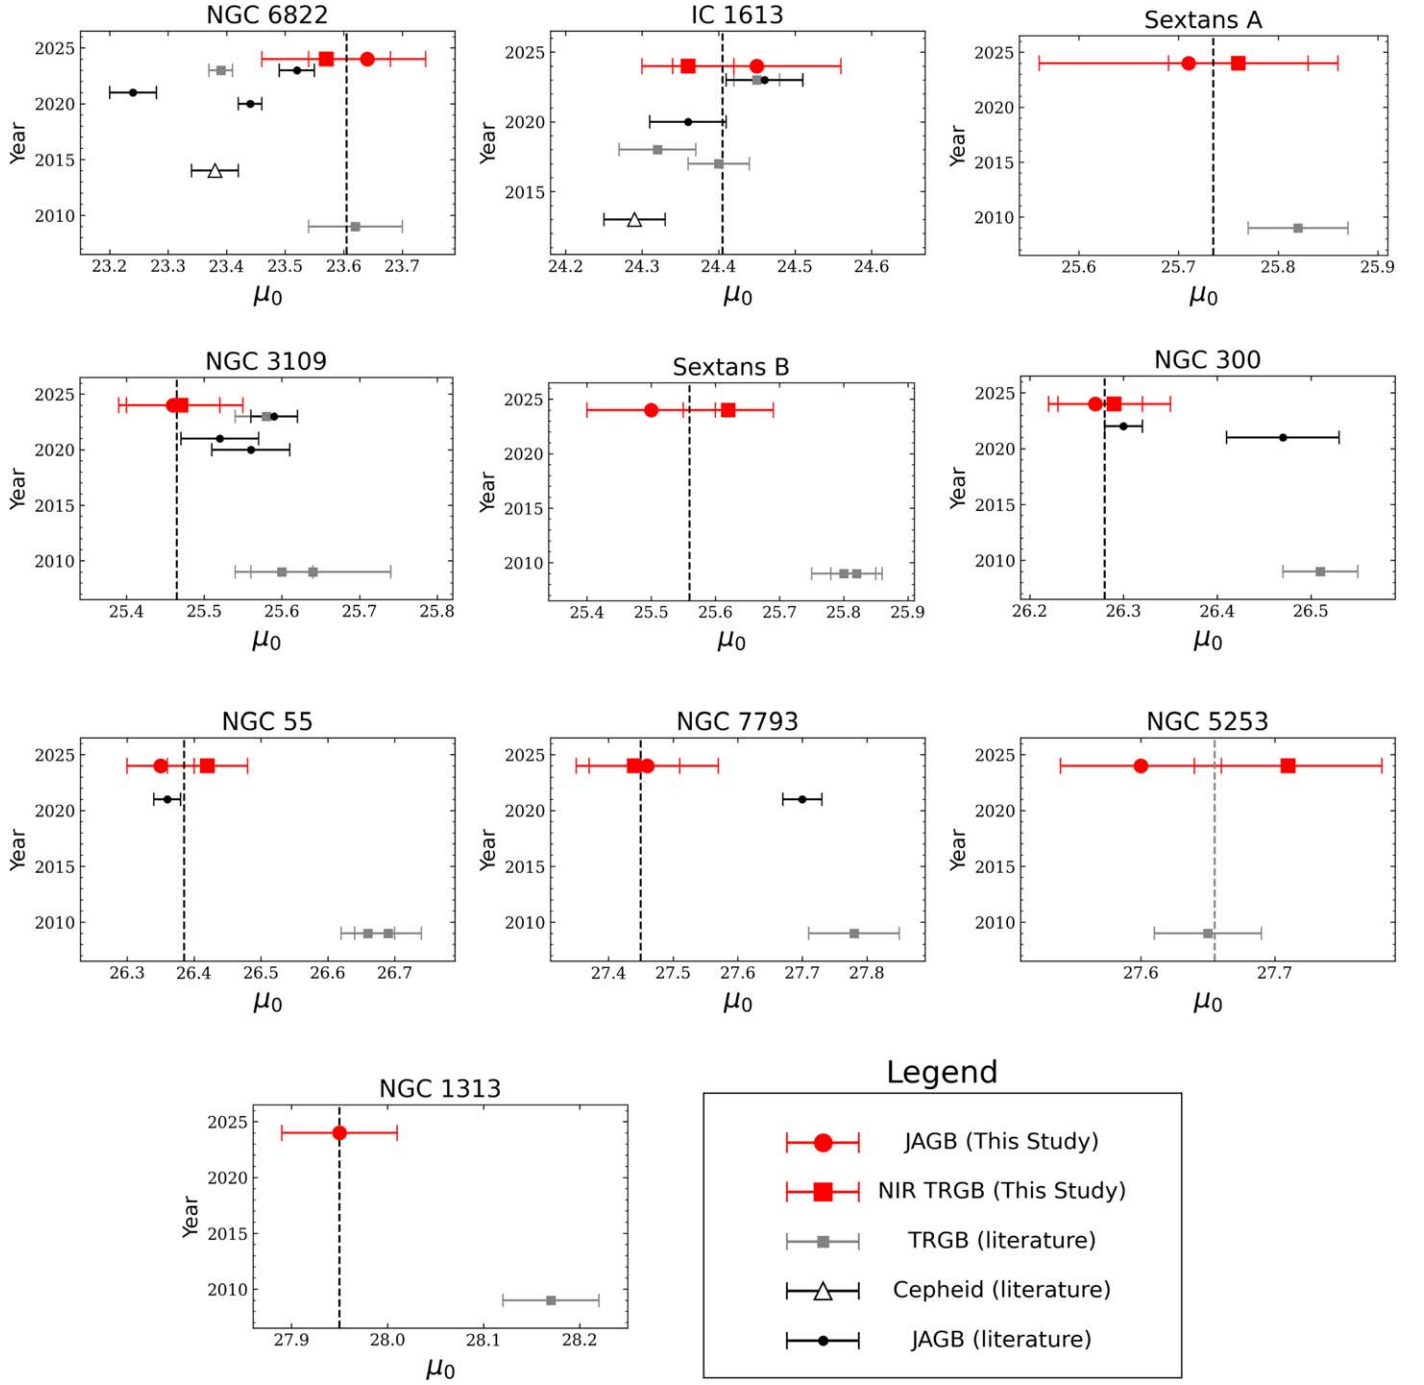 NGC 6822
2025
2020
2015
2010
Year
23.2 23.3 23.4 23.5 23.6 23.7
μ0
IC 1613
2025
2020
2015
Year
24.2 24.3 24.4 24.5 24.6
μ0
Sextans A
2025
2020
2015
2010
Year
25.6 25.7 25.8 25.9
μ0
NGC 3109
2025
2020
2015
2010
Year
25.4 25.5 25.6 25.7 25.8
μ0
Sextans B
2025
2020
2015
2010
Year
25.4 25.5 25.6 25.7 25.8 25.9
μ0
NGC 300
2025
2020
2015
2010
Year
26.2 26.3 26.4 26.5
μ0
NGC 55
2025
2020
2015
2010
Year
26.3 26.4 26.5 26.6 26.7
μ0
NGC 7793
2025
2020
2015
2010
Year
27.4 27.5 27.6 27.7 27.8
μ0
NGC 5253
2025
2020
2015
2010
Year
27.6 27.7
μ0
NGC 1313
2025
2020
2015
2010
Year
27.9 28.0 28.1 28.2
μ0
Legend
JAGB (This Study)
NIR TRGB (This Study)
TRGB (literature)
Cepheid (literature)
JAGB (literature)